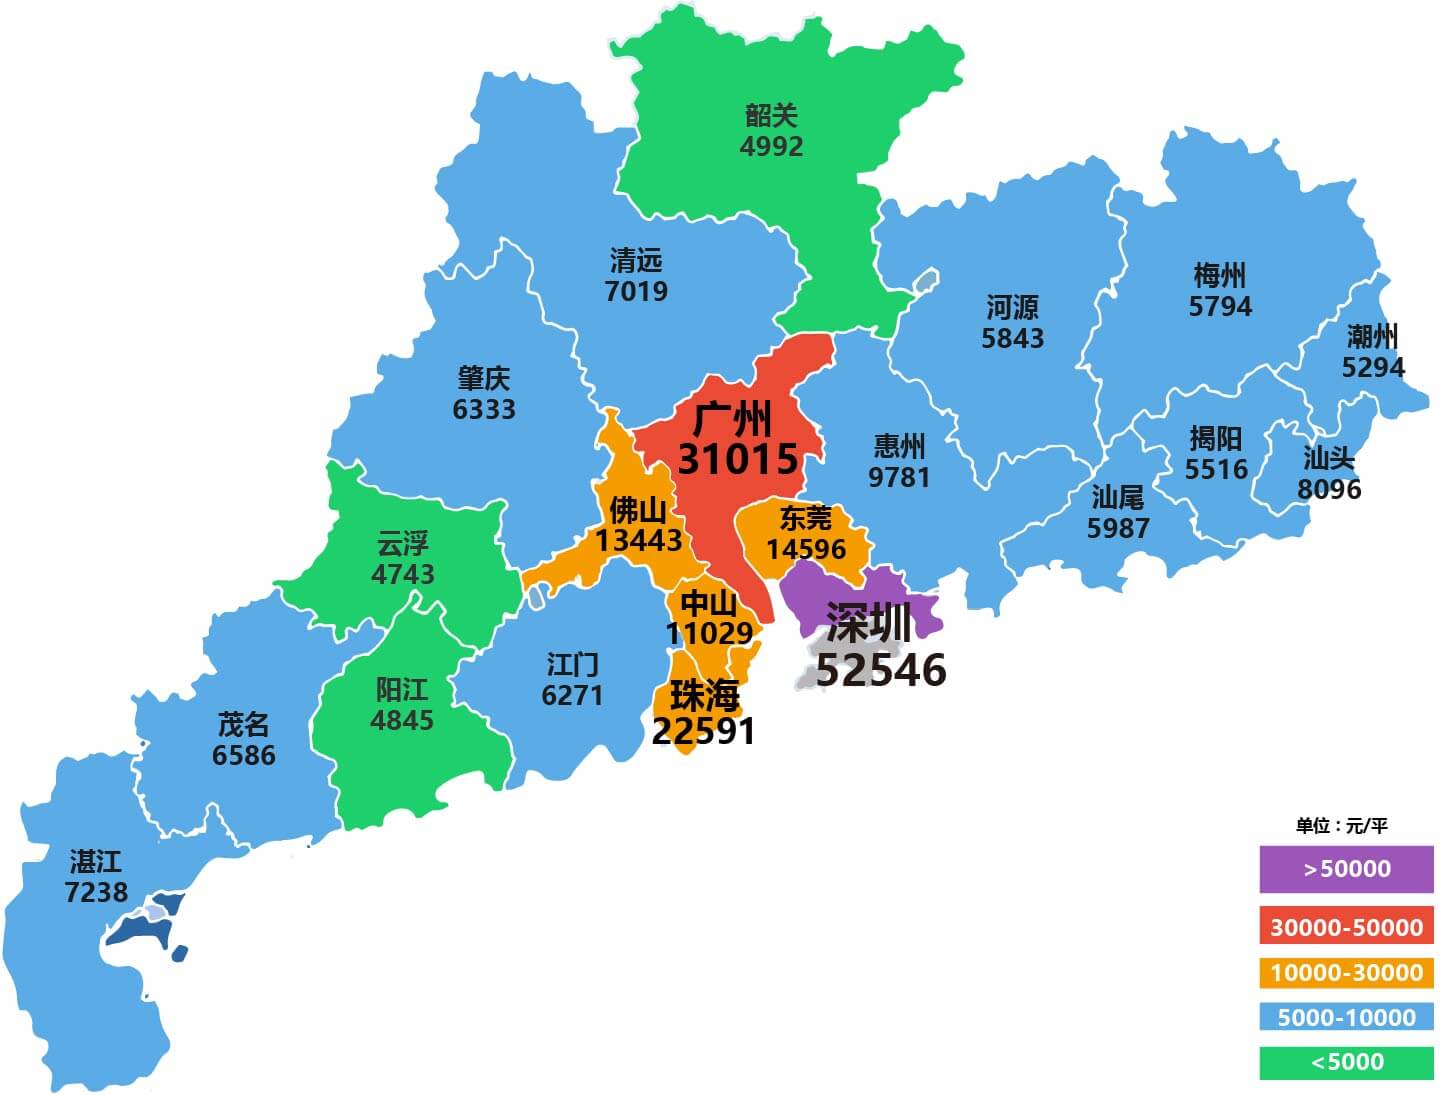 韶关
4992
清远
7019
梅州
5794
河源
5843
潮州
5294
肇庆
6333
广州
31015
惠州
9781
揭阳
5516
汕头
8096
汕尾
5987
佛山
13443
东莞
14596
云浮
4743
中山
11029
深圳
52546
江门
6271
阳江
4845
珠海
22591
茂名
6586
湛江
7238
单位：元/平
>50000
30000-50000
10000-30000
5000-10000
<5000